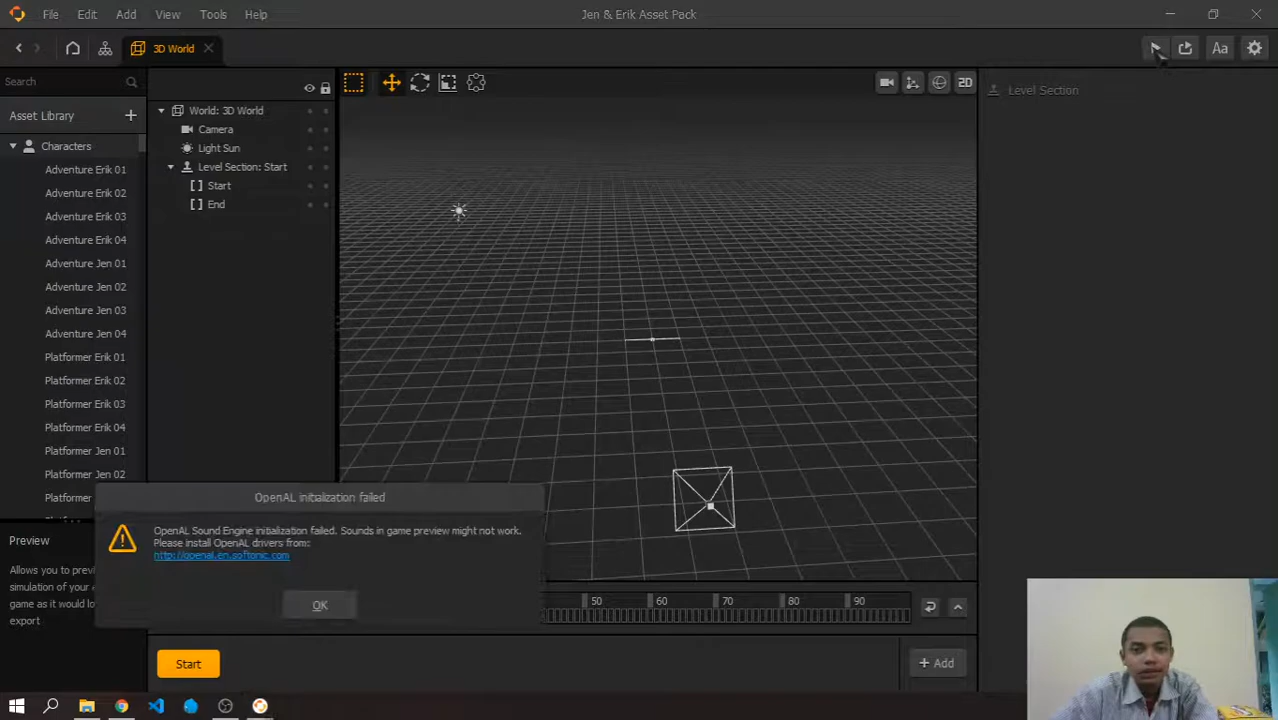 File Edit Add View Tools Help
Jen & Erik Asset Pack
3D World
Aa
Search
Asset Library
Characters
Adventure Erik 01
Adventure Erik 02
Adventure Erik 03
Adventure Erik 04
Adventure Jen 01
Adventure Jen 02
Adventure Jen 03
Adventure Jen 04
Platformer Erik 01
Platformer Erik 02
Platformer Erik 03
Platformer Erik 04
Platformer Jen 01
Platformer Jen 02
Platform
World: 3D World
Camera
Light Sun
Level Section: Start
[ ] Start
[ ] End
2D
Level Section
OpenAL initialization failed
OpenAL Sound Engine initialization failed. Sounds in game preview might not work.
Please install OpenAL drivers from:
http://openal.en.softonic.com
OK
Preview
Allows you to previ
simulation of your e
game as it would lo
export
50 60 70 80 90
Start
+ Add